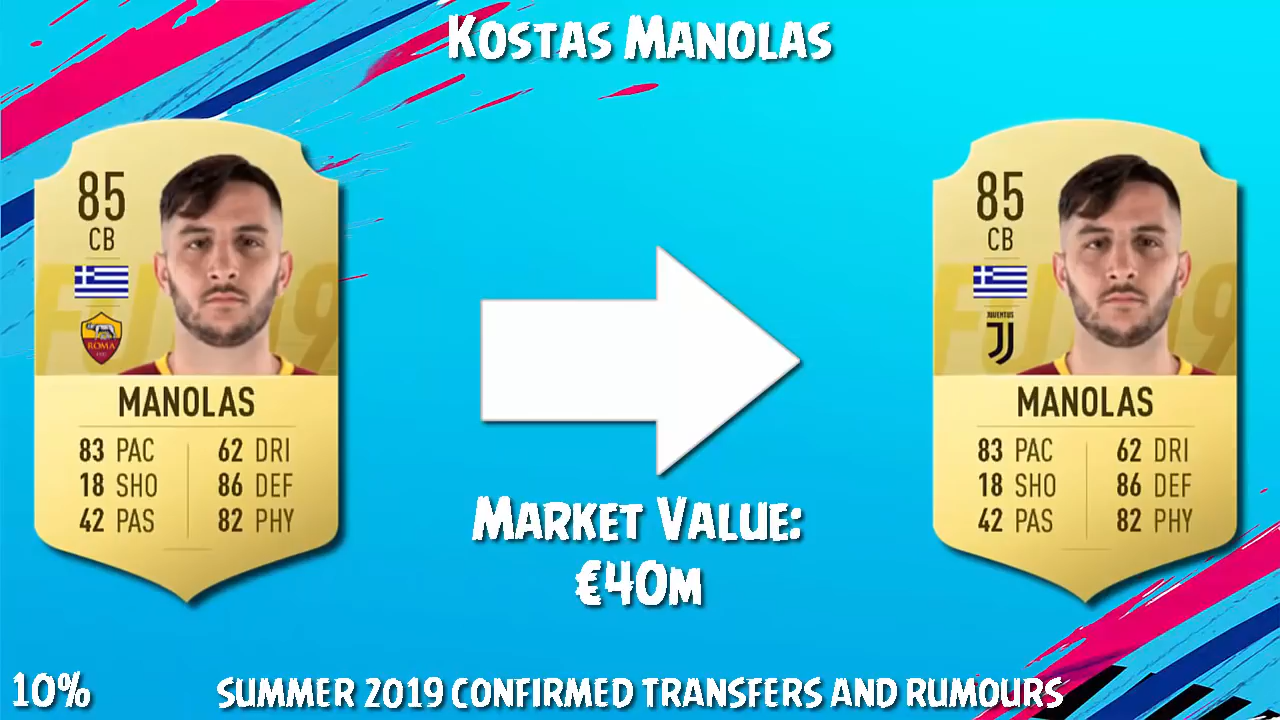 Kostas Manolas
85
CB
ROMA
MANOLAS
83 PAC 62 DRI
18 SHO 86 DEF
42 PAS 82 PHY
85
CB
JUVENTUS
MANOLAS
83 PAC 62 DRI
18 SHO 86 DEF
42 PAS 82 PHY
Market Value:
€40m
10%
SUMMER 2019 CONFIRMED TRANSFERS AND RUMOURS